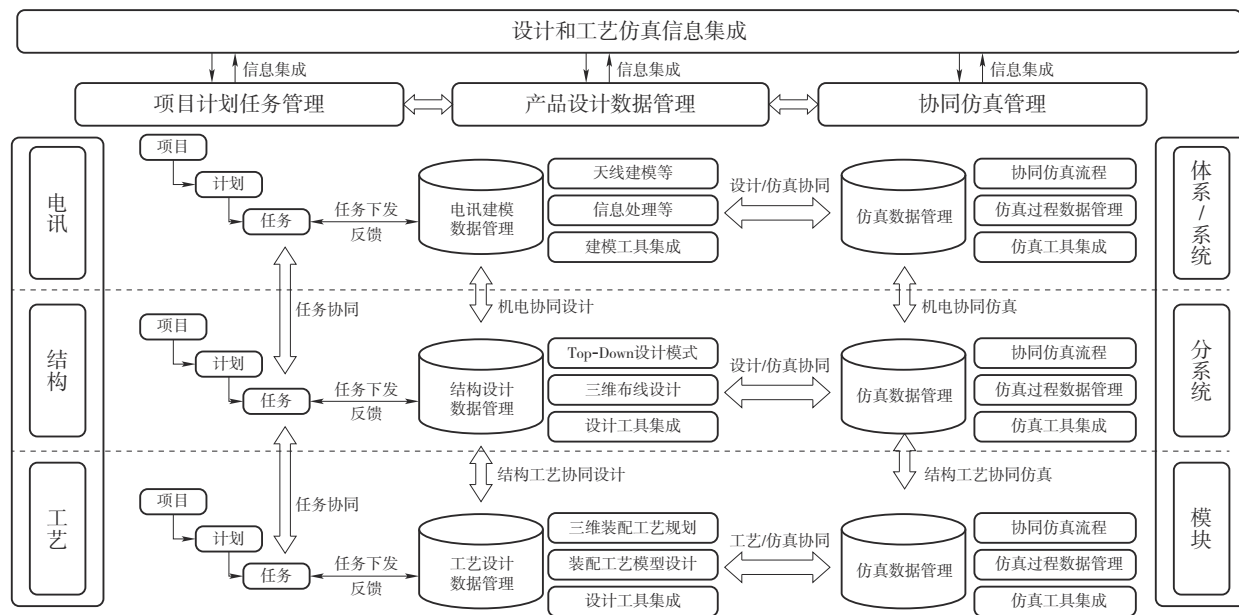 设计和工艺仿真信息集成
信息集成
信息集成
信息集成
项目计划任务管理
产品设计数据管理
协同仿真管理
电讯
项目
计划
任务
任务下发
反馈
电讯建模
数据管理
天线建模等
信息处理等
建模工具集成
设计/仿真协同
仿真数据管理
协同仿真流程
仿真过程数据管理
仿真工具集成
体系/系统
任务协同
机电协同设计
机电协同仿真
结构
项目
计划
任务
任务下发
反馈
结构设计
数据管理
Top-Down设计模式
三维布线设计
设计工具集成
设计/仿真协同
仿真数据管理
协同仿真流程
仿真过程数据管理
仿真工具集成
分系统
任务协同
结构工艺协同设计
结构工艺协同仿真
工艺
项目
计划
任务
任务下发
反馈
工艺设计
数据管理
三维装配工艺规划
装配工艺模型设计
设计工具集成
工艺/仿真协同
仿真数据管理
协同仿真流程
仿真过程数据管理
仿真工具集成
模块